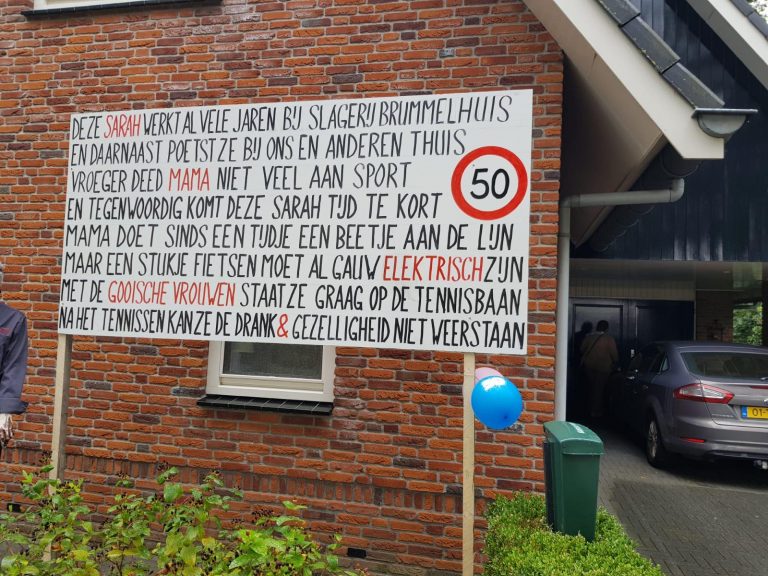 DEZE SARAH WERKT AL VELE JAREN BIJ SLAGERIJ BRUMMELHUIS
EN DAARNAAST POETST ZE BIJ ONS EN ANDEREN THUIS
VROEGER DEED MAMA NIET VEEL AAN SPORT
EN TEGENWOORDIG KOMT DEZE SARAH TIJD TE KORT
50
MAMA DOET SINDS EEN TIJDJE EEN BEETJE AAN DE LIJN
MAAR EEN STUKJE FIETSEN MOET AL GAUW ELEKTRISCH ZIJN
MET DE GOOISCHE VROUWEN STAAT ZE GRAAG OP DE TENNISBAAN
NA HET TENNISSEN KAN ZE DE DRANK & GEZELLIGHEID NIET WEERSTAAN
01-